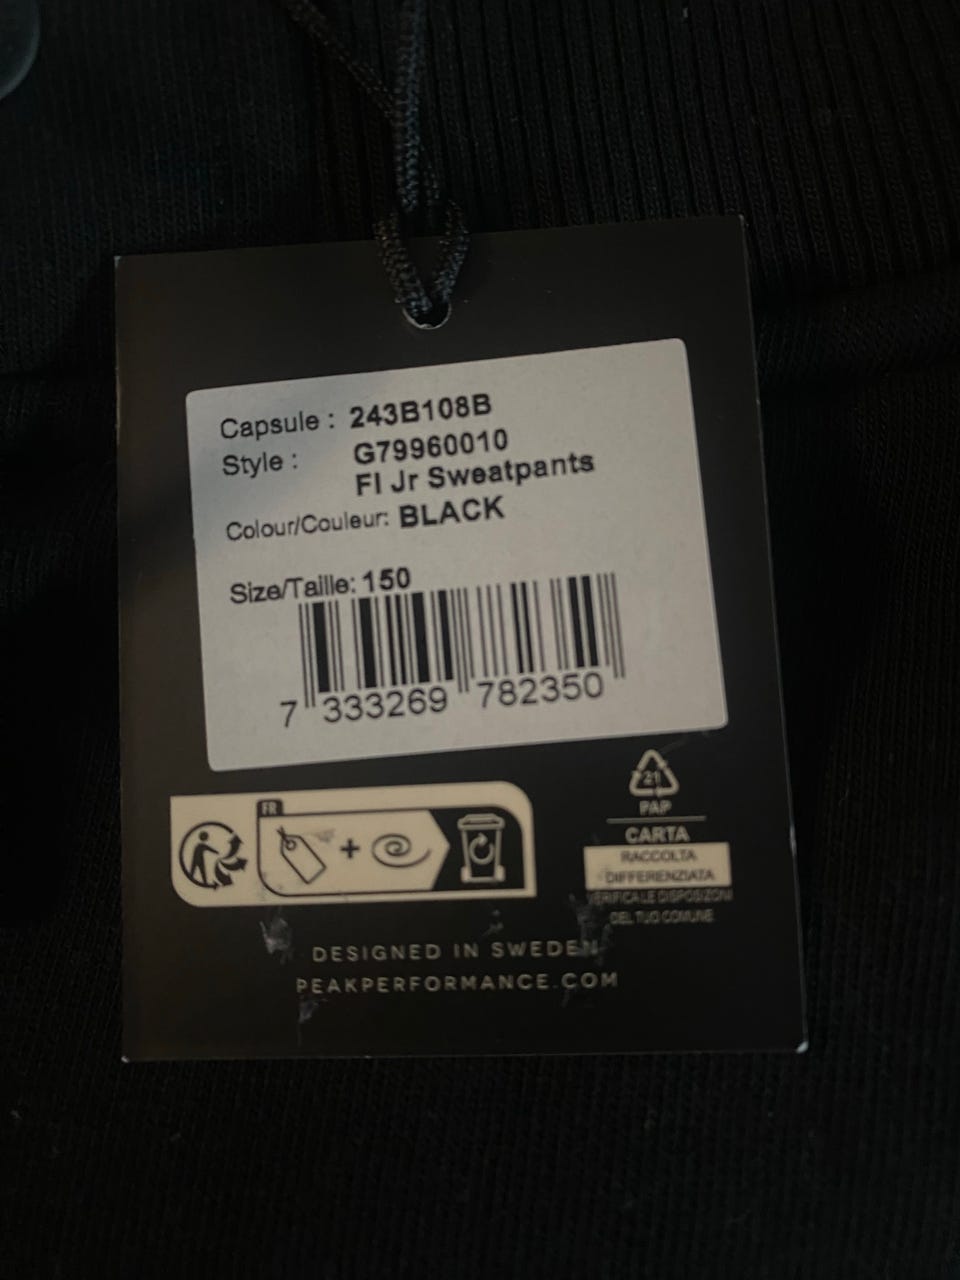 Capsule : 243B108B
Style : G79960010
FI Jr Sweatpants
Colour/Couleur: BLACK
Size/Taille: 150
7 333269 782350
FR
21
PAP
CARTA
RACCOLTA
DIFFERENZIATA
VERIFICA LE DISPOSIZIONI
DEL TUO COMUNE
DESIGNED IN SWEDEN
PEAKPERFORMANCE.COM